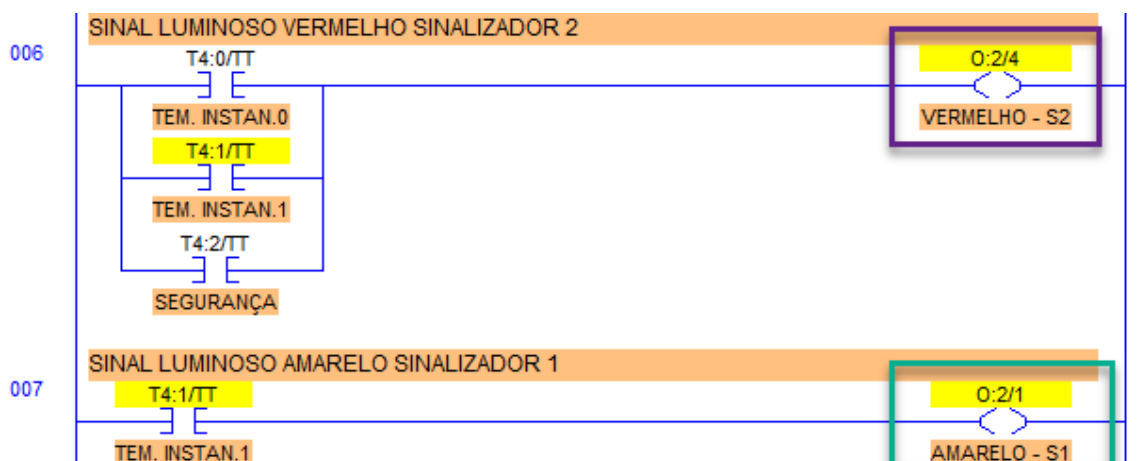 SINAL LUMINOSO VERMELHO SINALIZADOR 2
006
T4:0/TT
O:2/4
TEM. INSTAN.0
VERMELHO - S2
T4:1/TT
TEM. INSTAN.1
T4:2/TT
SEGURANÇA
SINAL LUMINOSO AMARELO SINALIZADOR 1
007
T4:1/TT
O:2/1
TEM. INSTAN.1
AMARELO - S1